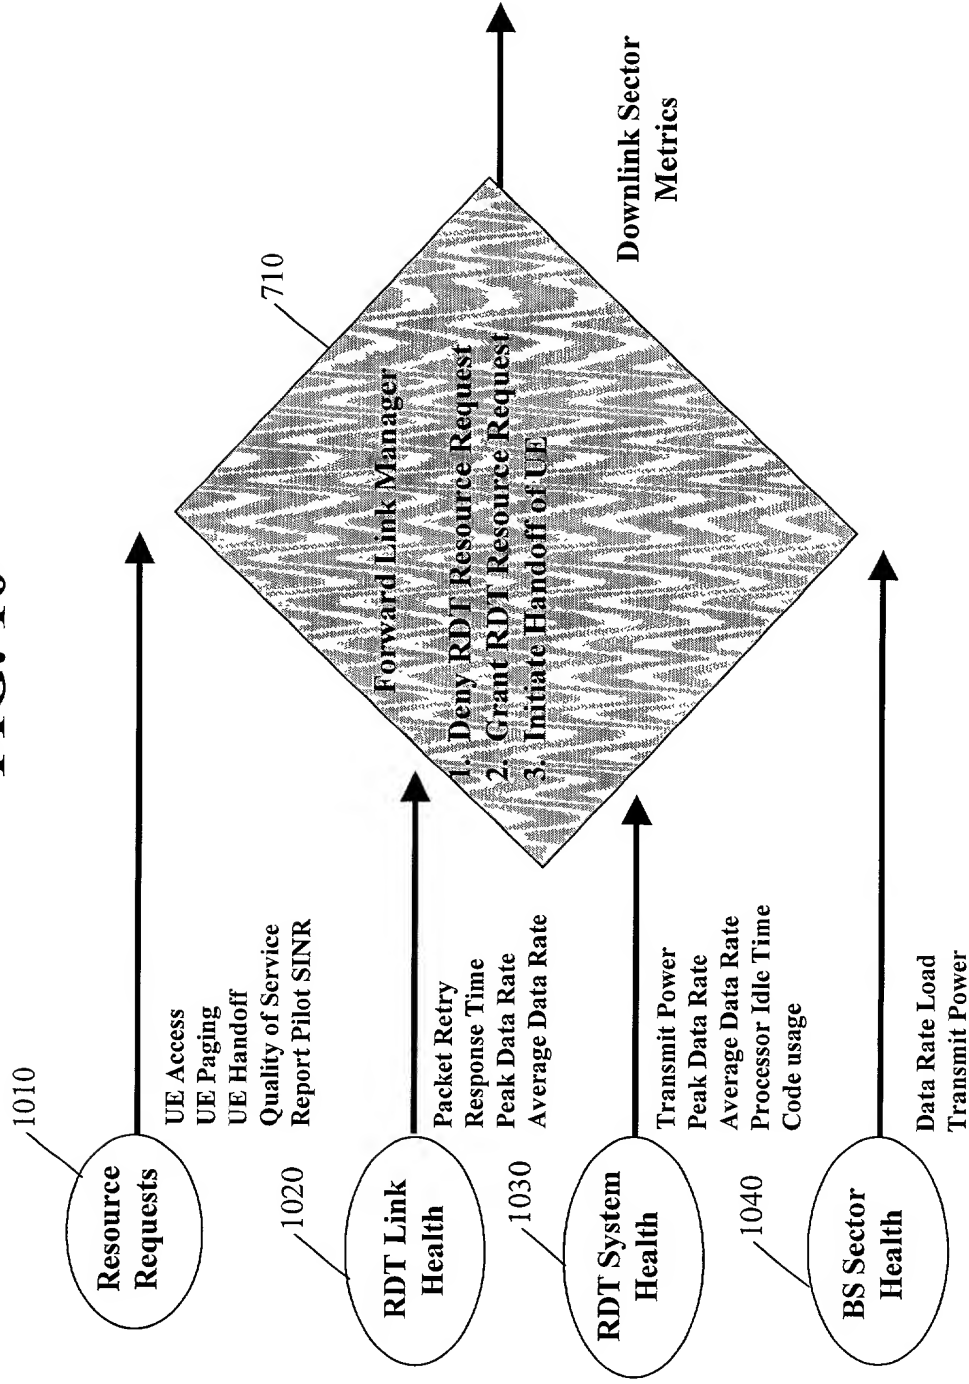 1010
Resource
Requests
UE Access
UE Paging
UE Handoff
Quality of Service
Report Pilot SINR
1020
RDT Link
Health
Packet Retry
Response Time
Peak Data Rate
Average Data Rate
1030
RDT System
Health
Transmit Power
Peak Data Rate
Average Data Rate
Processor Idle Time
Code usage
1040
BS Sector
Health
Data Rate Load
Transmit Power
710
Forward Link Manager
1. Deny RDT Resource Request
2. Grant RDT Resource Request
3. Initiate Handoff of UE
Downlink Sector
Metrics